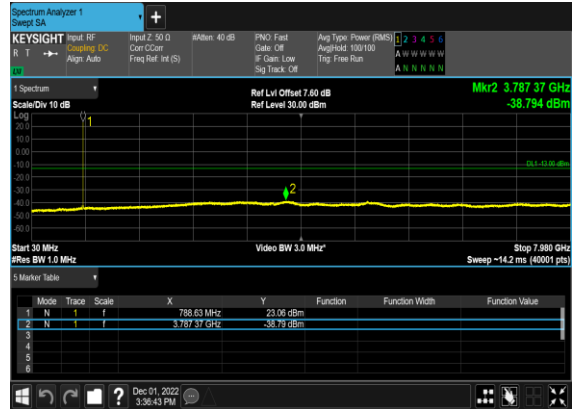 Spectrum Analyzer 1
Swept SA
+
KEYSIGHT
R T
Input: RF
Coupling: DC
Align: Auto
Input Z: 50 Ω
Corr CCorr
Freq Ref: Int (S)
#Atten: 40 dB
PNO: Fast
Gate: Off
IF Gain: Low
Sig Track: Off
Avg Type: Power (RMS)
Avg|Hold: 100/100
Trig: Free Run
1 2 3 4 5 6
A W W W W W
A N N N N N
1 Spectrum
Scale/Div 10 dB
Ref Lvl Offset 7.60 dB
Ref Level 30.00 dBm
Mkr2 3.787 37 GHz
-38.794 dBm
Log
20.0
10.0
0.00
-10.0
-20.0
-30.0
-40.0
-50.0
-60.0
1
2
DL1 -13.00 dBm
Start 30 MHz
Video BW 3.0 MHz*
Stop 7.980 GHz
#Res BW 1.0 MHz
Sweep ~14.2 ms (40001 pts)
5 Marker Table
Mode Trace Scale X Y Function Function Width Function Value
1 N 1 f 788.63 MHz 23.06 dBm
2 N 1 f 3.787 37 GHz -38.79 dBm
3
4
5
6
?
Dec 01, 2022
3:36:43 PM